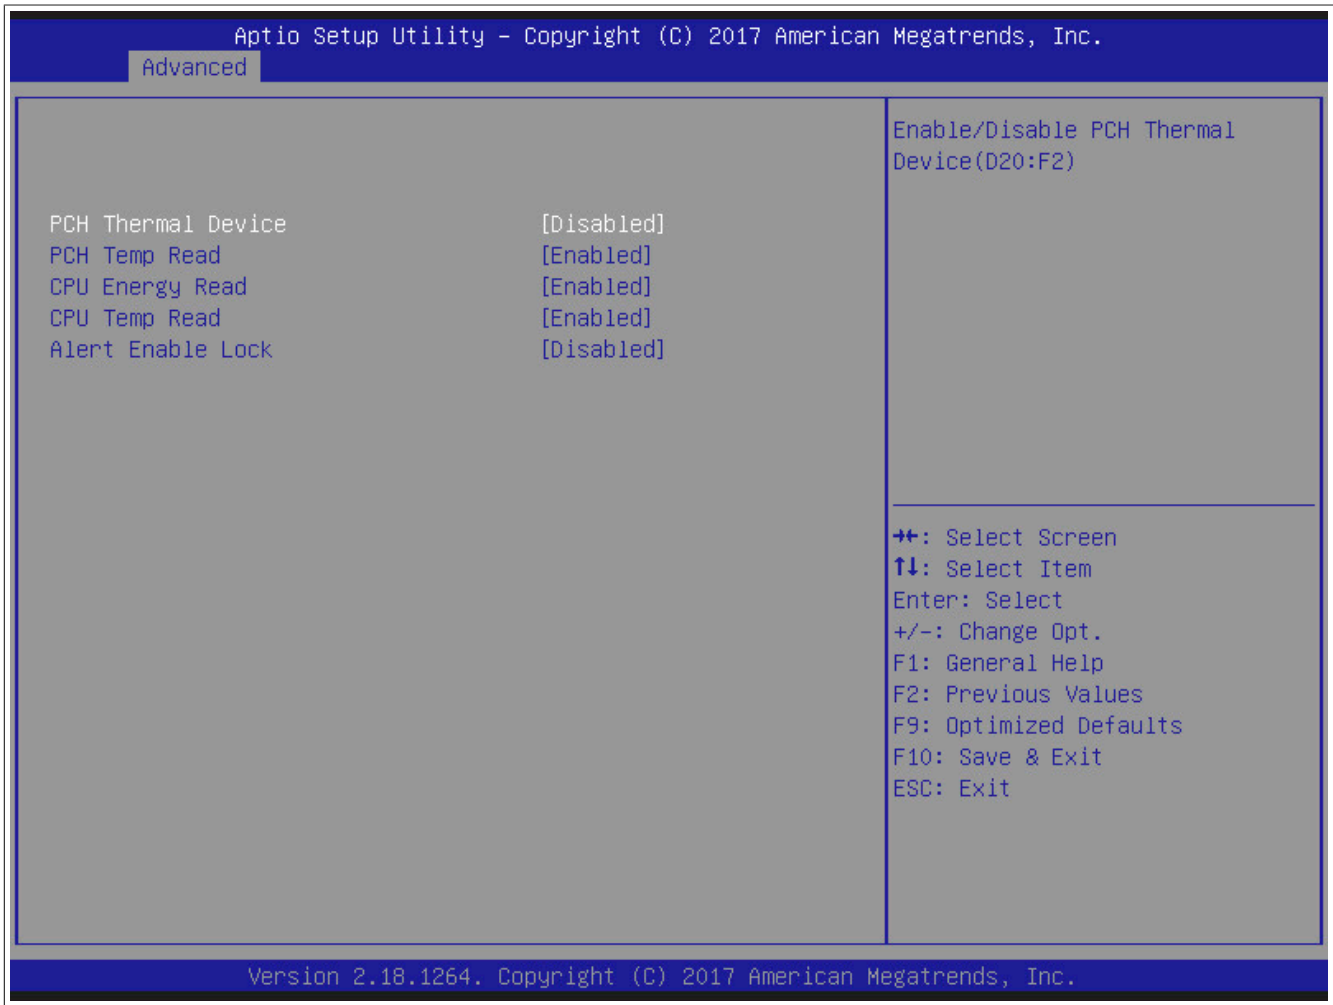 Aptio Setup Utility – Copyright (C) 2017 American Megatrends, Inc.
Advanced
Enable/Disable PCH Thermal
Device(D20:F2)
PCH Thermal Device [Disabled]
PCH Temp Read [Enabled]
CPU Energy Read [Enabled]
CPU Temp Read [Enabled]
Alert Enable Lock [Disabled]
→←: Select Screen
↑↓: Select Item
Enter: Select
+/-: Change Opt.
F1: General Help
F2: Previous Values
F9: Optimized Defaults
F10: Save & Exit
ESC: Exit
Version 2.18.1264. Copyright (C) 2017 American Megatrends, Inc.